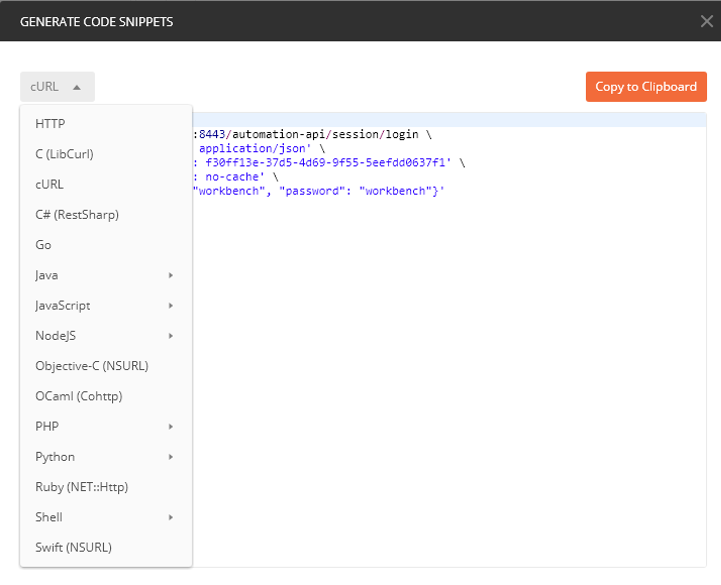 GENERATE CODE SNIPPETS
cURL
Copy to Clipboard
HTTP
C (LibCurl)
cURL
C# (RestSharp)
Go
Java
JavaScript
NodeJS
Objective-C (NSURL)
OCaml (Cohttp)
PHP
Python
Ruby (NET::Http)
Shell
Swift (NSURL)
:8443/automation-api/session/login \
application/json' \
: f30ff13e-37d5-4d69-9f55-5eefdd0637f1' \
: no-cache' \
"workbench", "password": "workbench"}'